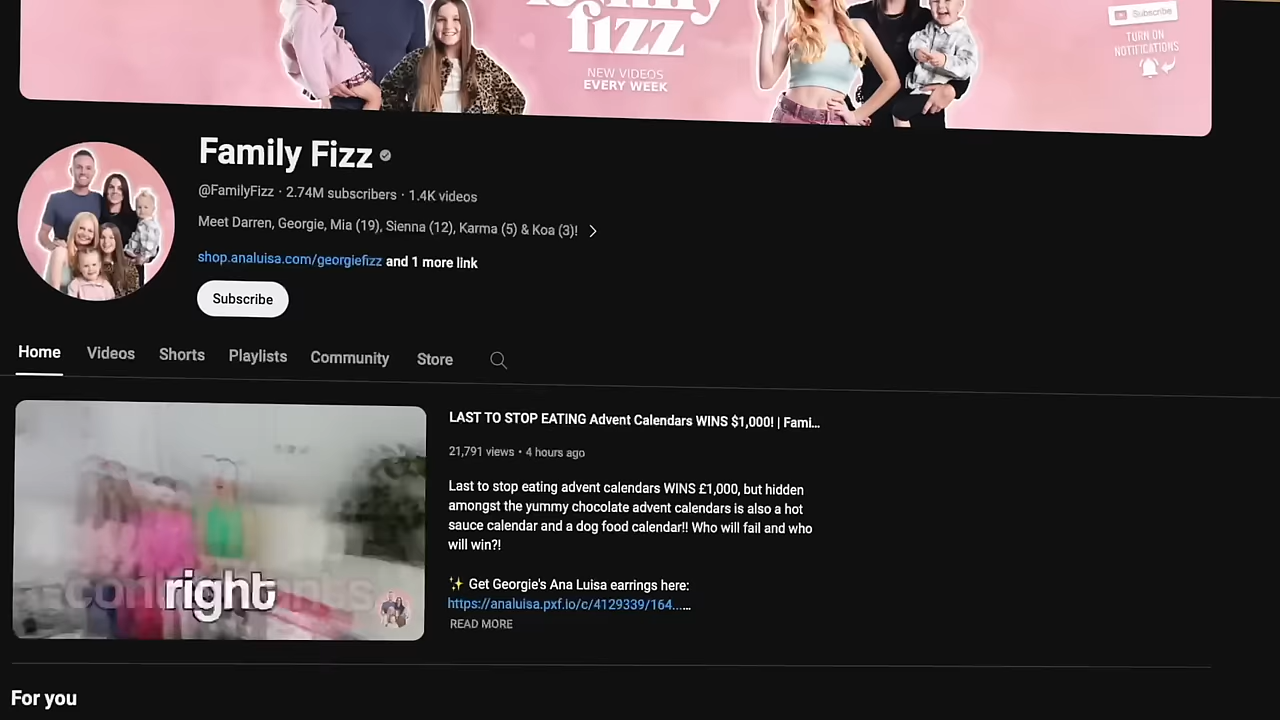 family
fizz
NEW VIDEOS
EVERY WEEK
Subscribe
TURN ON
NOTIFICATIONS
Family Fizz
@FamilyFizz · 2.74M subscribers · 1.4K videos
Meet Darren, Georgie, Mia (19), Sienna (12), Karma (5) & Koa (3)!
shop.analuisa.com/georgiefizz and 1 more link
Subscribe
Home Videos Shorts Playlists Community Store
right
LAST TO STOP EATING Advent Calendars WINS $1,000! | Fami...
21,791 views • 4 hours ago
Last to stop eating advent calendars WINS £1,000, but hidden
amongst the yummy chocolate advent calendars is also a hot
sauce calendar and a dog food calendar!! Who will fail and who
will win?!
✨ Get Georgie's Ana Luisa earrings here:
https://analuisa.pxf.io/c/4129339/164...…
READ MORE
For you